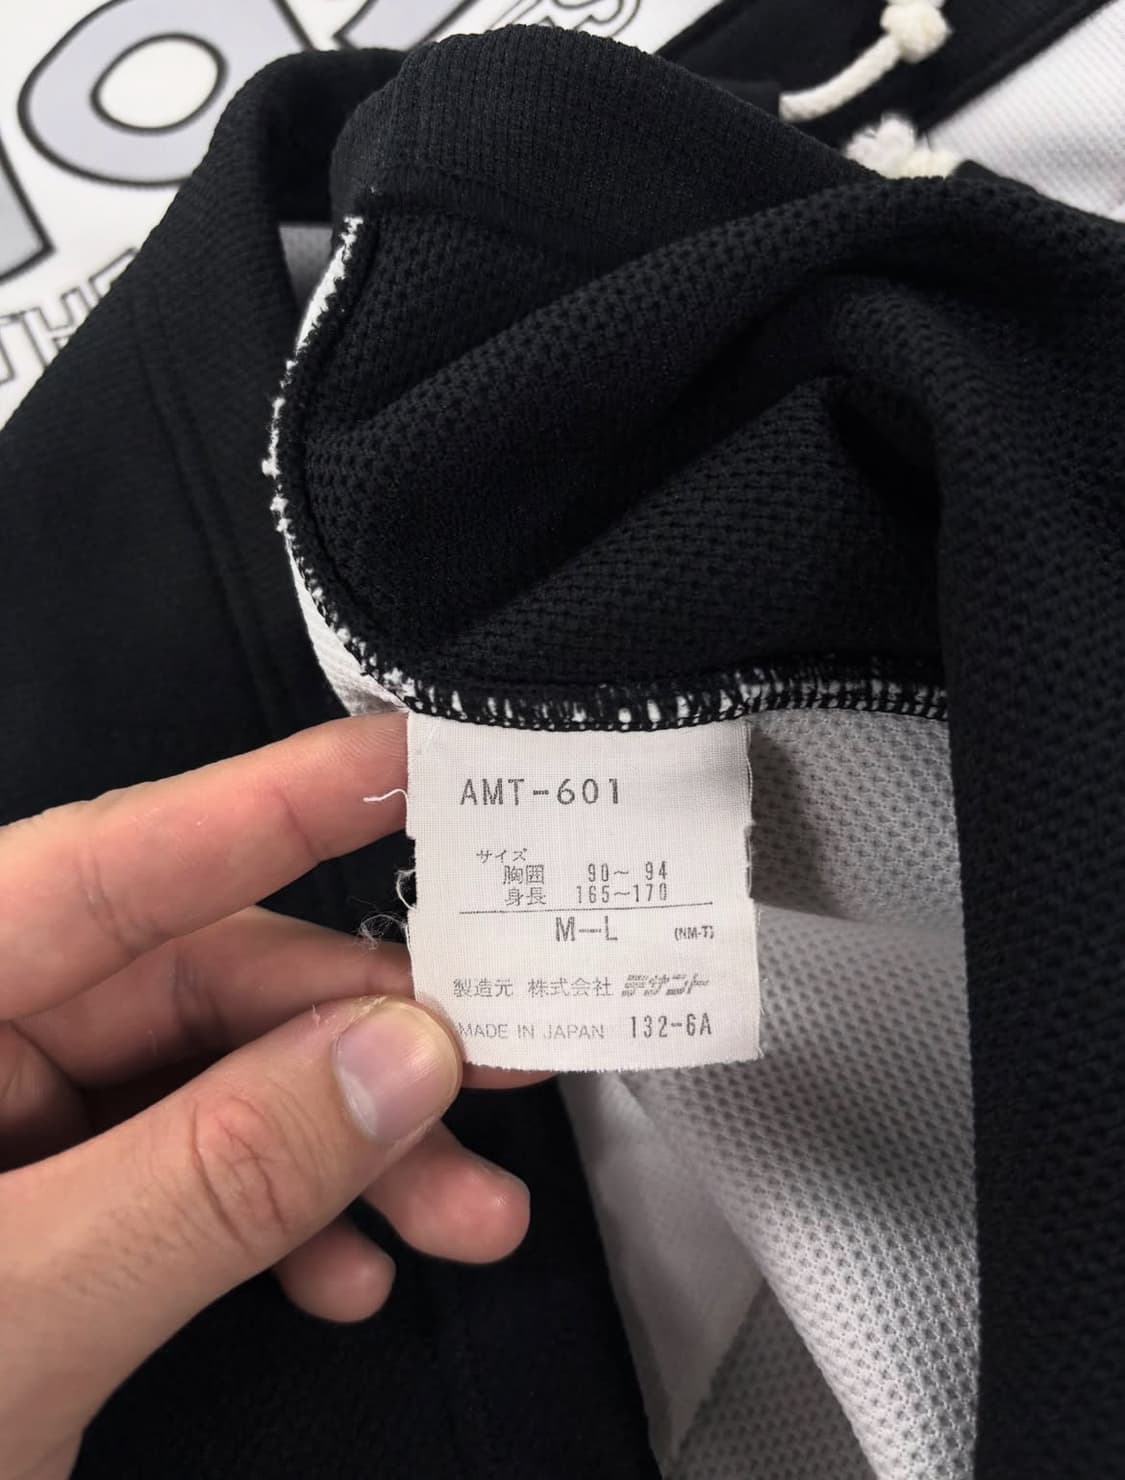 THE
AMT-601
サイズ
胸囲 90～ 94
身長 165～170
M—L (NM-T)
製造元 株式会社 デサント
MADE IN JAPAN 132-6A